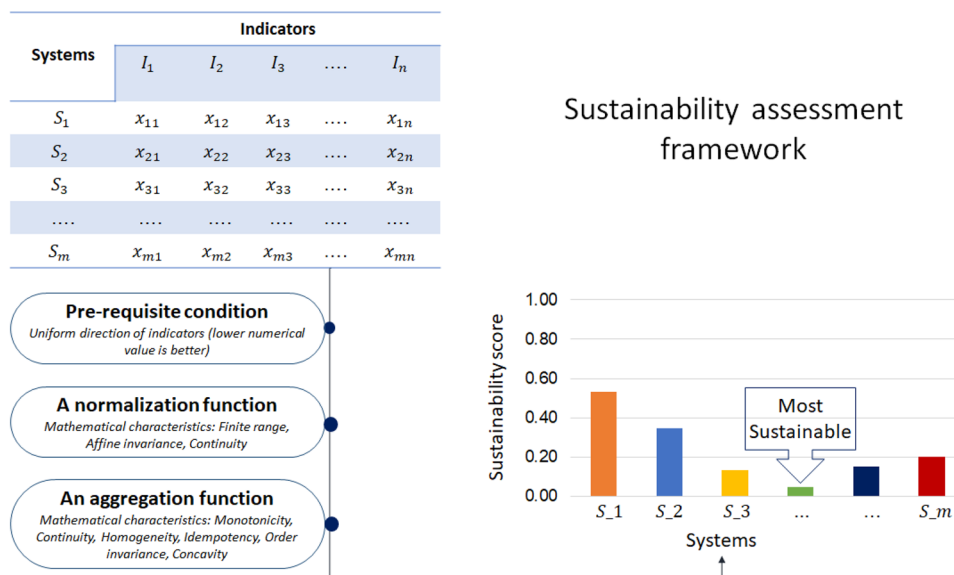 Indicators
Systems
I₁ I₂ I₃ .... Iₙ
S₁ x₁₁ x₁₂ x₁₃ .... x₁ₙ
S₂ x₂₁ x₂₂ x₂₃ .... x₂ₙ
S₃ x₃₁ x₃₂ x₃₃ .... x₃ₙ
.... .... .... .... .... ....
Sₘ xₘ₁ xₘ₂ xₘ₃ .... xₘₙ
Pre-requisite condition
Uniform direction of indicators (lower numerical
value is better)
A normalization function
Mathematical characteristics: Finite range,
Affine invariance, Continuity
An aggregation function
Mathematical characteristics: Monotonicity,
Continuity, Homogeneity, Idempotency, Order
invariance, Concavity
Sustainability assessment
framework
Sustainability score
1.00
0.80
0.60
0.40
0.20
0.00
Most
Sustainable
S_1 S_2 S_3 ... ... S_m
Systems